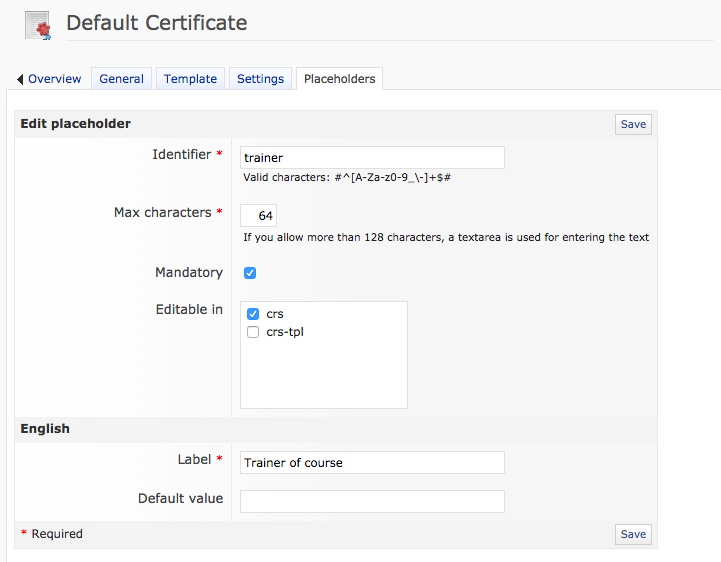 Default Certificate
Overview General Template Settings Placeholders
Edit placeholder Save
Identifier * trainer
Valid characters: #^[A-Za-z0-9_\-]+$#
Max characters * 64
If you allow more than 128 characters, a textarea is used for entering the text
Mandatory
Editable in crs
crs-tpl
English
Label * Trainer of course
Default value
* Required Save